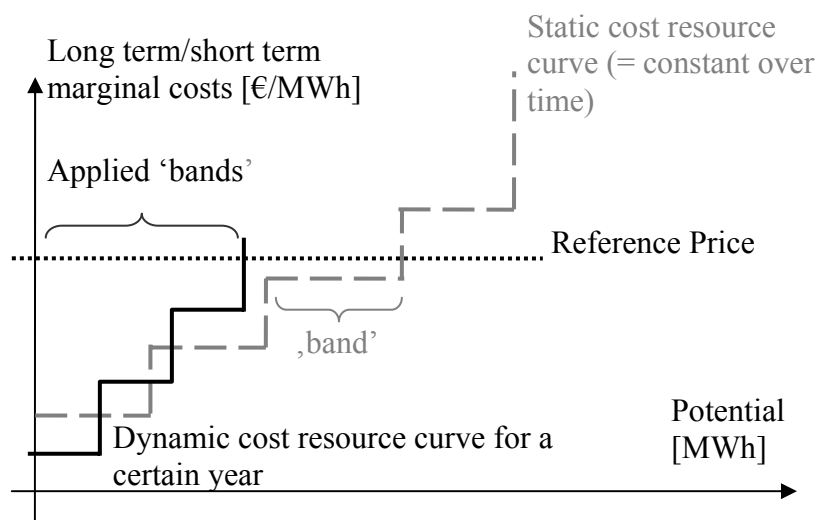 Long term/short term
marginal costs [€/MWh]
Static cost resource
curve (= constant over
time)
Applied ‘bands’
Reference Price
‚band’
Dynamic cost resource curve for a
certain year
Potential
[MWh]